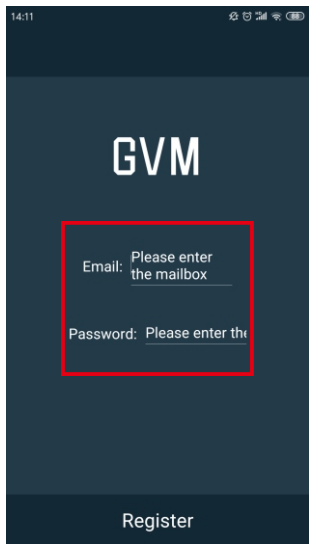 14:11
GVM
Email: Please enter
the mailbox
Password: Please enter the
Register